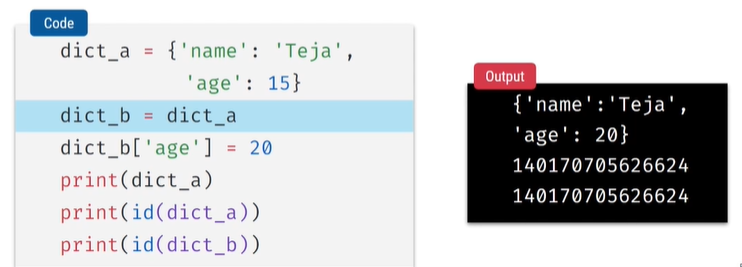 Code
dict_a = {'name': 'Teja',
'age': 15}
dict_b = dict_a
dict_b['age'] = 20
print(dict_a)
print(id(dict_a))
print(id(dict_b))
Output
{'name':'Teja',
'age': 20}
140170705626624
140170705626624